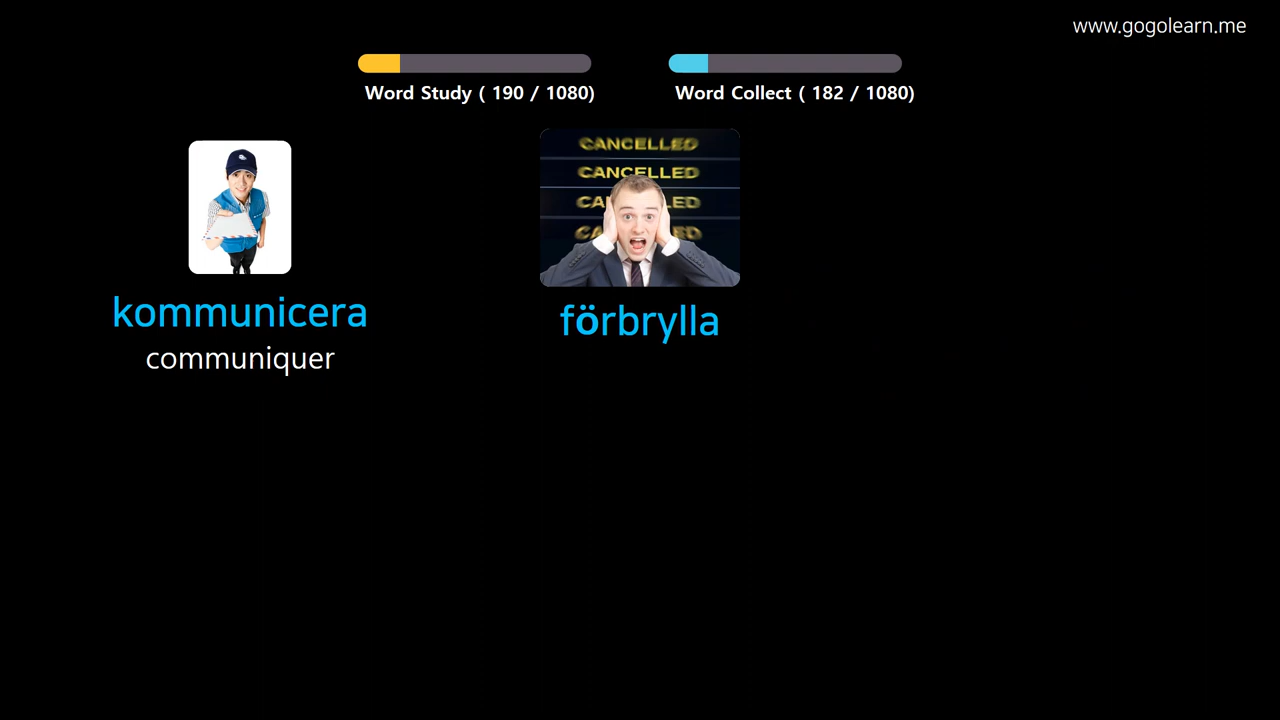 www.gogolearn.me
Word Study ( 190 / 1080)
Word Collect ( 182 / 1080)
CANCELLED
CANCELLED
kommunicera
communiquer
förbrylla